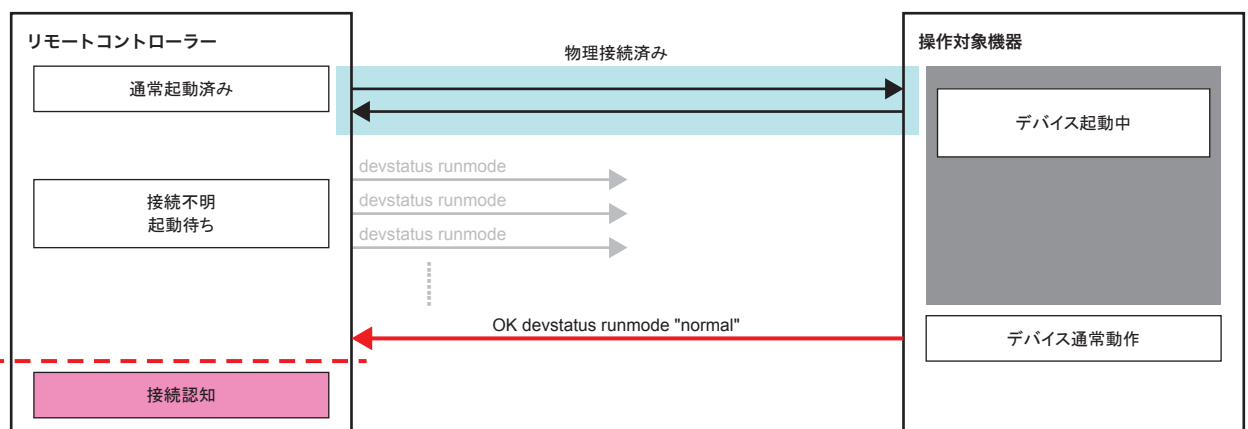 リモートコントローラー
物理接続済み
操作対象機器
通常起動済み
デバイス起動中
devstatus runmode
devstatus runmode
devstatus runmode
接続不明
起動待ち
OK devstatus runmode "normal"
デバイス通常動作
接続認知